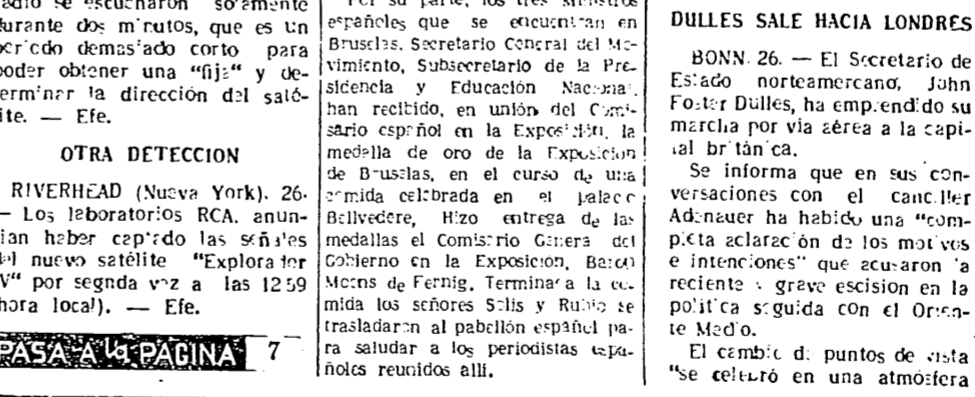 radio se escucharon solamente
durante dos minutos, que es un
período demasiado corto para
poder obtener una "fija" y de-
terminar la dirección del saté-
lite. — Efe.
OTRA DETECCION
RIVERHEAD (Nueva York). 26.
— Los laboratorios RCA. anun-
cian haber captado las señales
del nuevo satélite "Explorator
V" por segnda vez a las 12 59
hora local). — Efe.
PASA A la PAGINA 7
Por su parte, los tres ministros
españoles que se encuentran en
Bruselas, Secretario General del Mo-
vimiento, Subsecretario de la Pre-
sidencia y Educación Nacional,
han recibido, en unión del Comi-
sario español en la Exposición, la
medalla de oro de la Exposición
de Bruselas, en el curso de una
comida celebrada en el palacio
Bellvedere, Hizo entrega de las
medallas el Comisario General del
Gobierno en la Exposición, Baron
Moens de Fernig, Terminada la co-
mida los señores Solis y Rubio se
trasladaron al pabellón español pa-
ra saludar a los periodistas espa-
ñoles reunidos alli.
DULLES SALE HACIA LONDRES
BONN. 26. — El Secretario de
Estado norteamercano, John
Foster Dulles, ha emprendido su
marcha por via aérea a la capi-
tal británica.
Se informa que en sus con-
versaciones con el canciller
Adenauer ha habido una "com-
pleta aclaración de los motivos
e intenciones" que acusaron la
reciente y grave escision en la
política seguida con el Orien-
te Medio.
El cambio de puntos de vista
"se celebró en una atmósfera